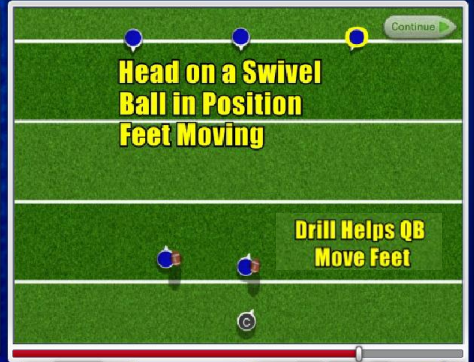 Continue
Head on a Swivel
Ball in Position
Feet Moving
Drill Helps QB
Move Feet
C